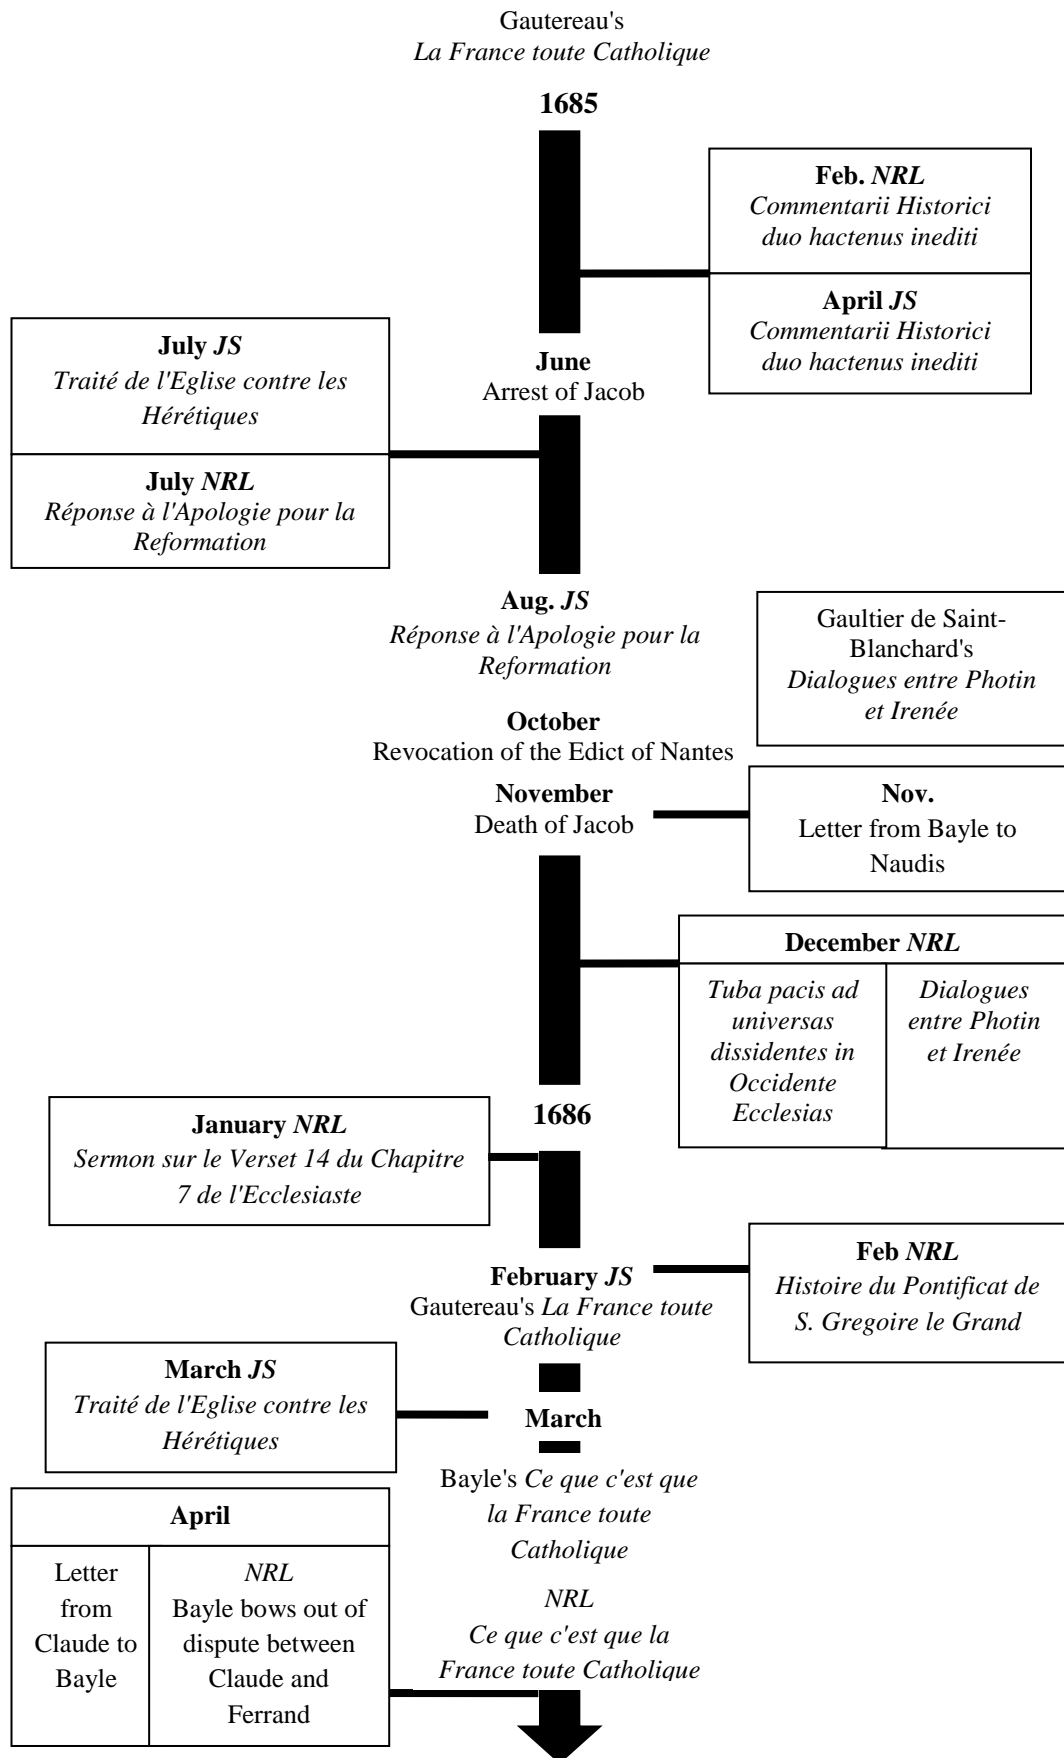 Gautereau's
La France toute Catholique
1685
Feb. NRL
Commentarii Historici
duo hactenus inediti
April JS
Commentarii Historici
duo hactenus inediti
July JS
Traité de l'Eglise contre les
Hérétiques
June
Arrest of Jacob
July NRL
Réponse à l'Apologie pour la
Reformation
Aug. JS
Réponse à l'Apologie pour la
Reformation
Gaultier de Saint-
Blanchard's
Dialogues entre Photin
et Irenée
October
Revocation of the Edict of Nantes
November
Death of Jacob
Nov.
Letter from Bayle to
Naudis
December NRL
Tuba pacis ad
universas
dissidentes in
Occidente
Ecclesias
Dialogues
entre Photin
et Irenée
1686
January NRL
Sermon sur le Verset 14 du Chapitre
7 de l'Ecclesiaste
February JS
Gautereau's La France toute
Catholique
Feb NRL
Histoire du Pontificat de
S. Gregoire le Grand
March JS
Traité de l'Eglise contre les
Hérétiques
March
Bayle's Ce que c'est que
la France toute
Catholique
April
Letter
from
Claude to
Bayle
NRL
Bayle bows out of
dispute between
Claude and
Ferrand
NRL
Ce que c'est que la
France toute Catholique